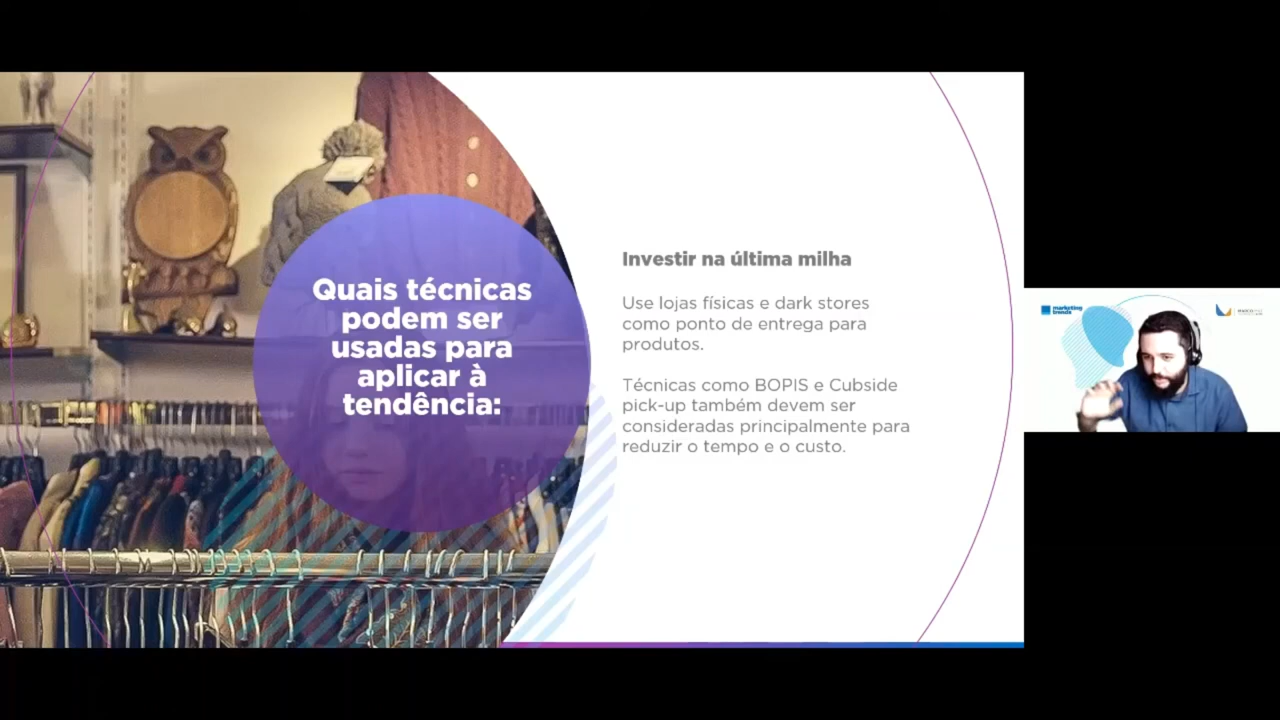 Quais técnicas
podem ser
usadas para
aplicar à
tendência:
Investir na última milha
Use lojas físicas e dark stores
como ponto de entrega para
produtos.
Técnicas como BOPIS e Cubside
pick-up também devem ser
consideradas principalmente para
reduzir o tempo e o custo.
marketing
trends